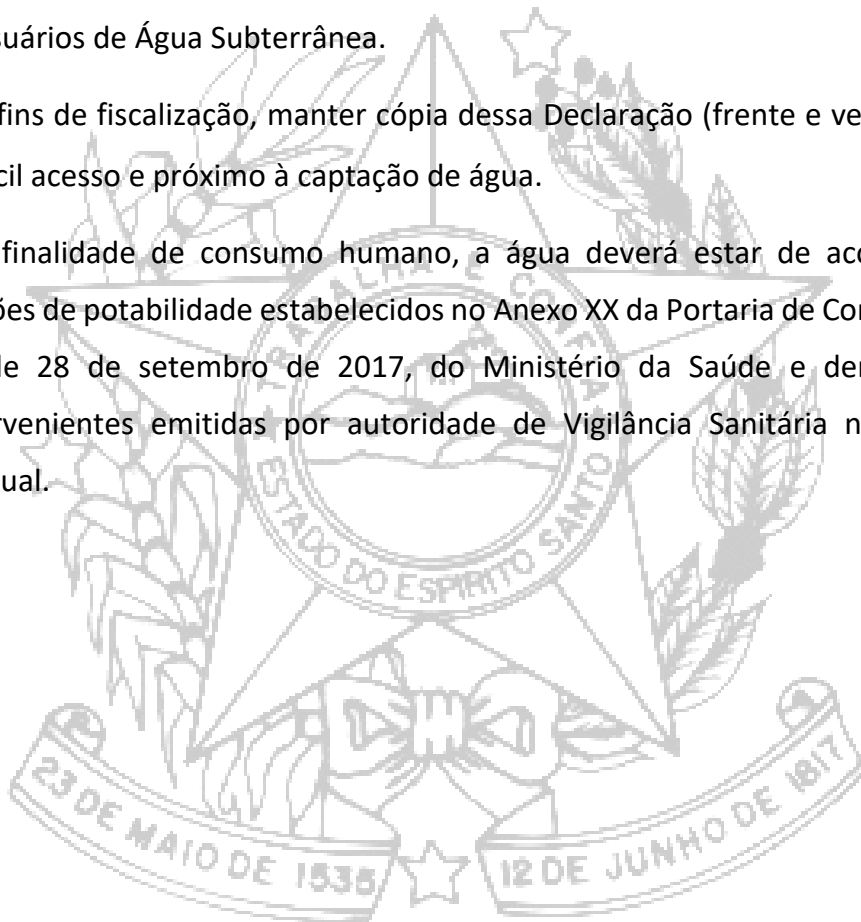 suários de Água Subterrânea.
fins de fiscalização, manter cópia dessa Declaração (frente e ve
cil acesso e próximo à captação de água.
finalidade de consumo humano, a água deverá estar de aco
ões de potabilidade estabelecidos no Anexo XX da Portaria de Co
de 28 de setembro de 2017, do Ministério da Saúde e de
rvenientes emitidas por autoridade de Vigilância Sanitária n
ual.
TRABALHA E CONFIA
ESTADO DO ESPIRITO SANTO
23 DE MAIO DE 1535
12 DE JUNHO DE 1817